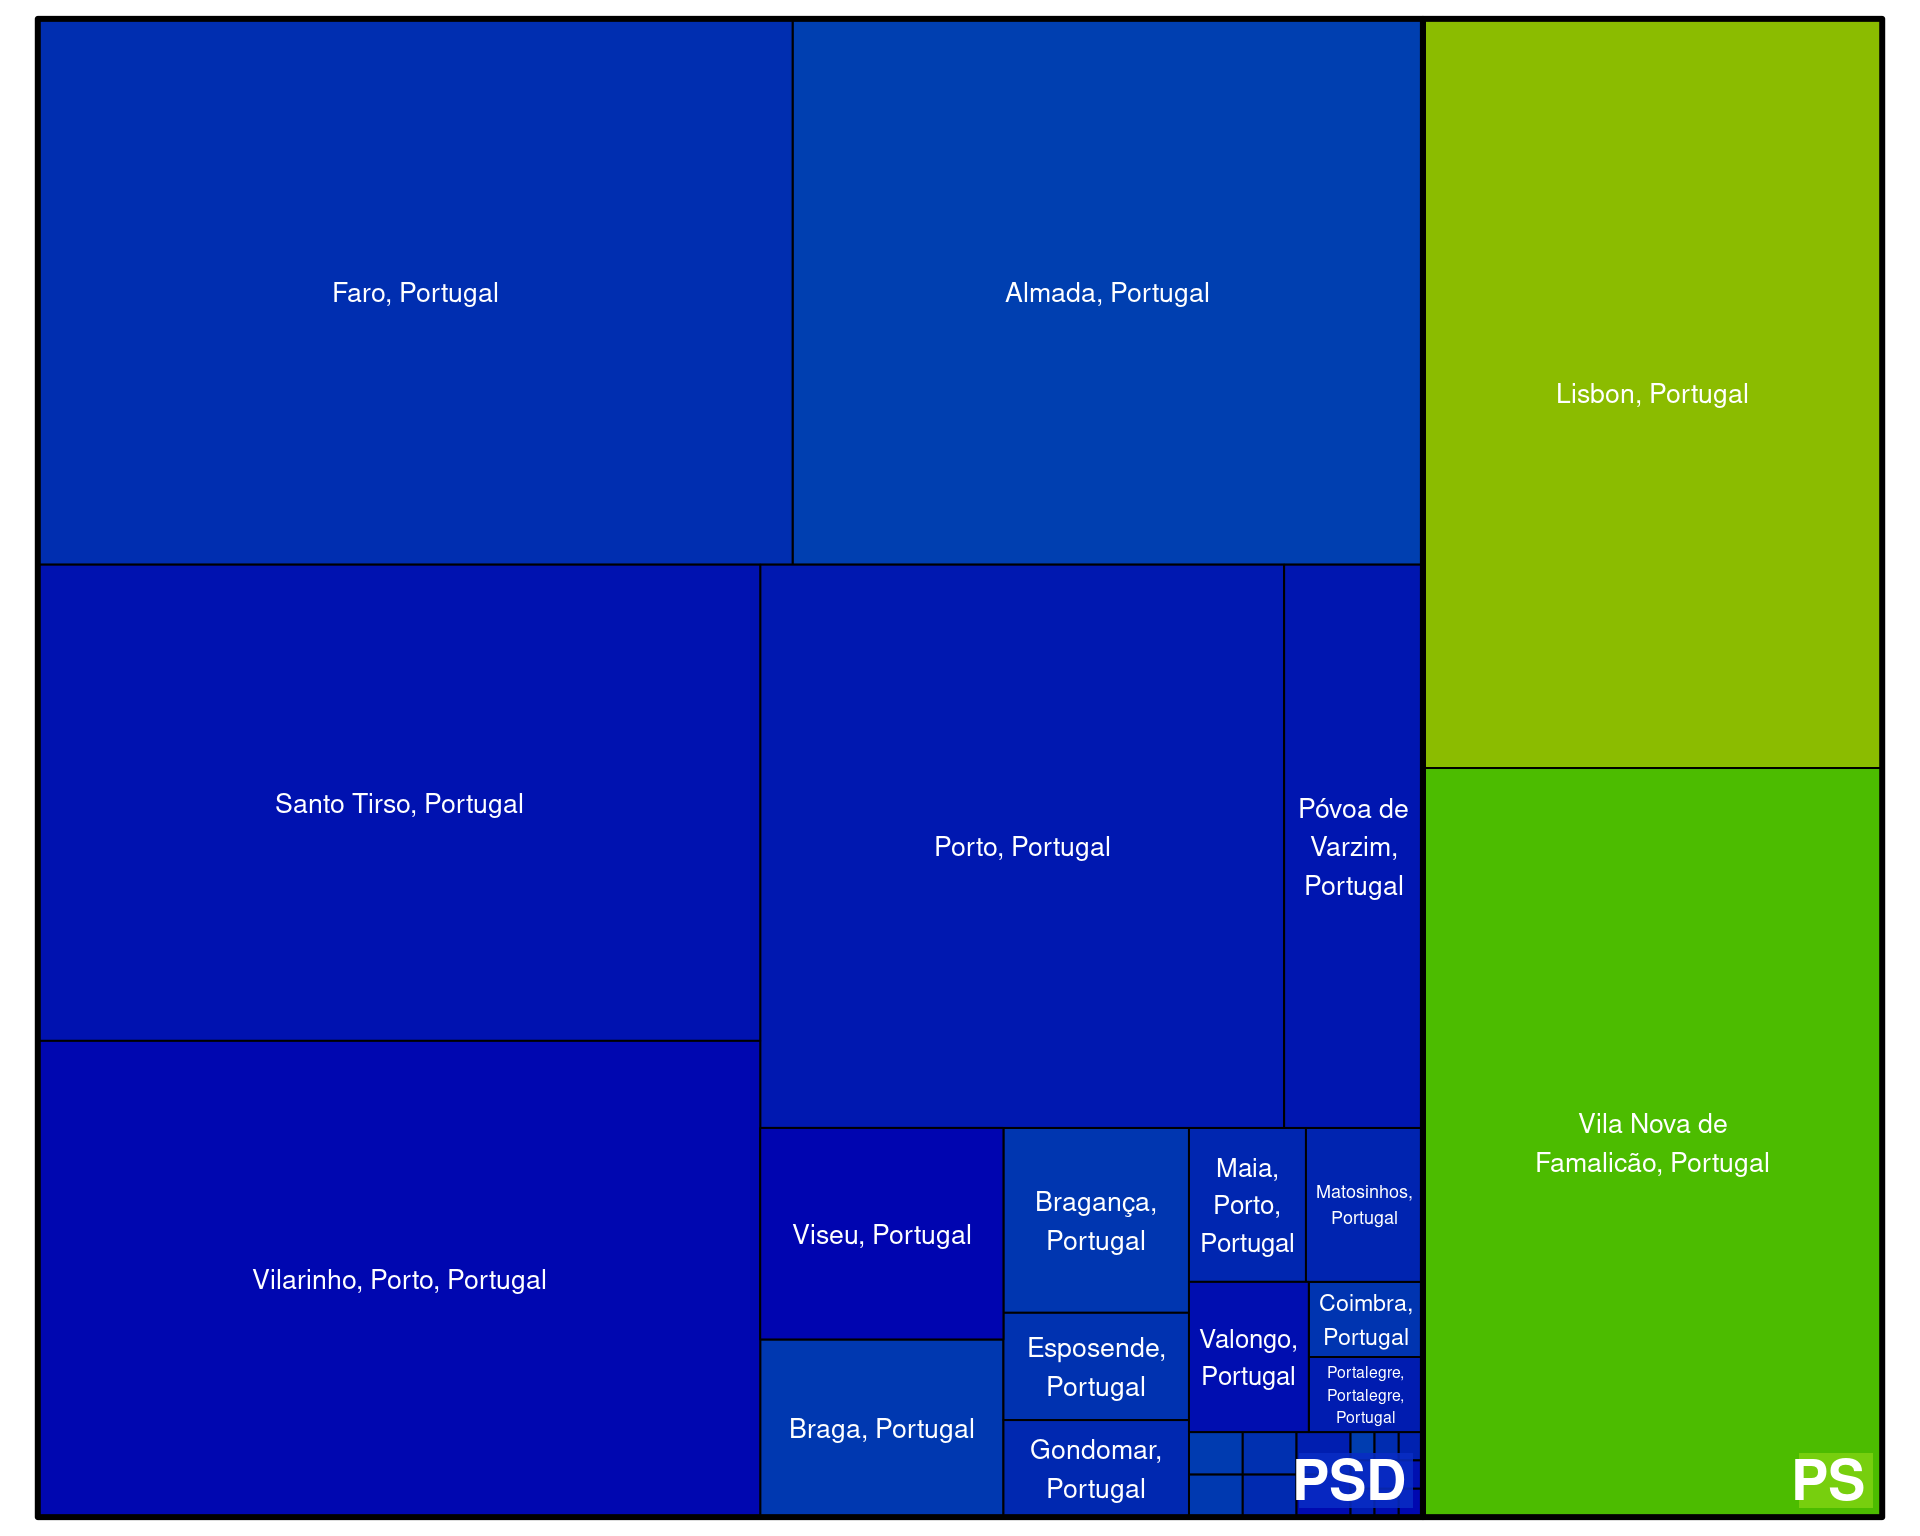 Faro, Portugal
Almada, Portugal
Lisbon, Portugal
Santo Tirso, Portugal
Porto, Portugal
Póvoa de
Varzim,
Portugal
Vila Nova de
Famalicão, Portugal
Vilarinho, Porto, Portugal
Viseu, Portugal
Bragança,
Portugal
Maia,
Porto,
Portugal
Matosinhos,
Portugal
Esposende,
Portugal
Valongo,
Portugal
Coimbra,
Portugal
Portalegre,
Portalegre,
Portugal
Braga, Portugal
Gondomar,
Portugal
PSD
PS